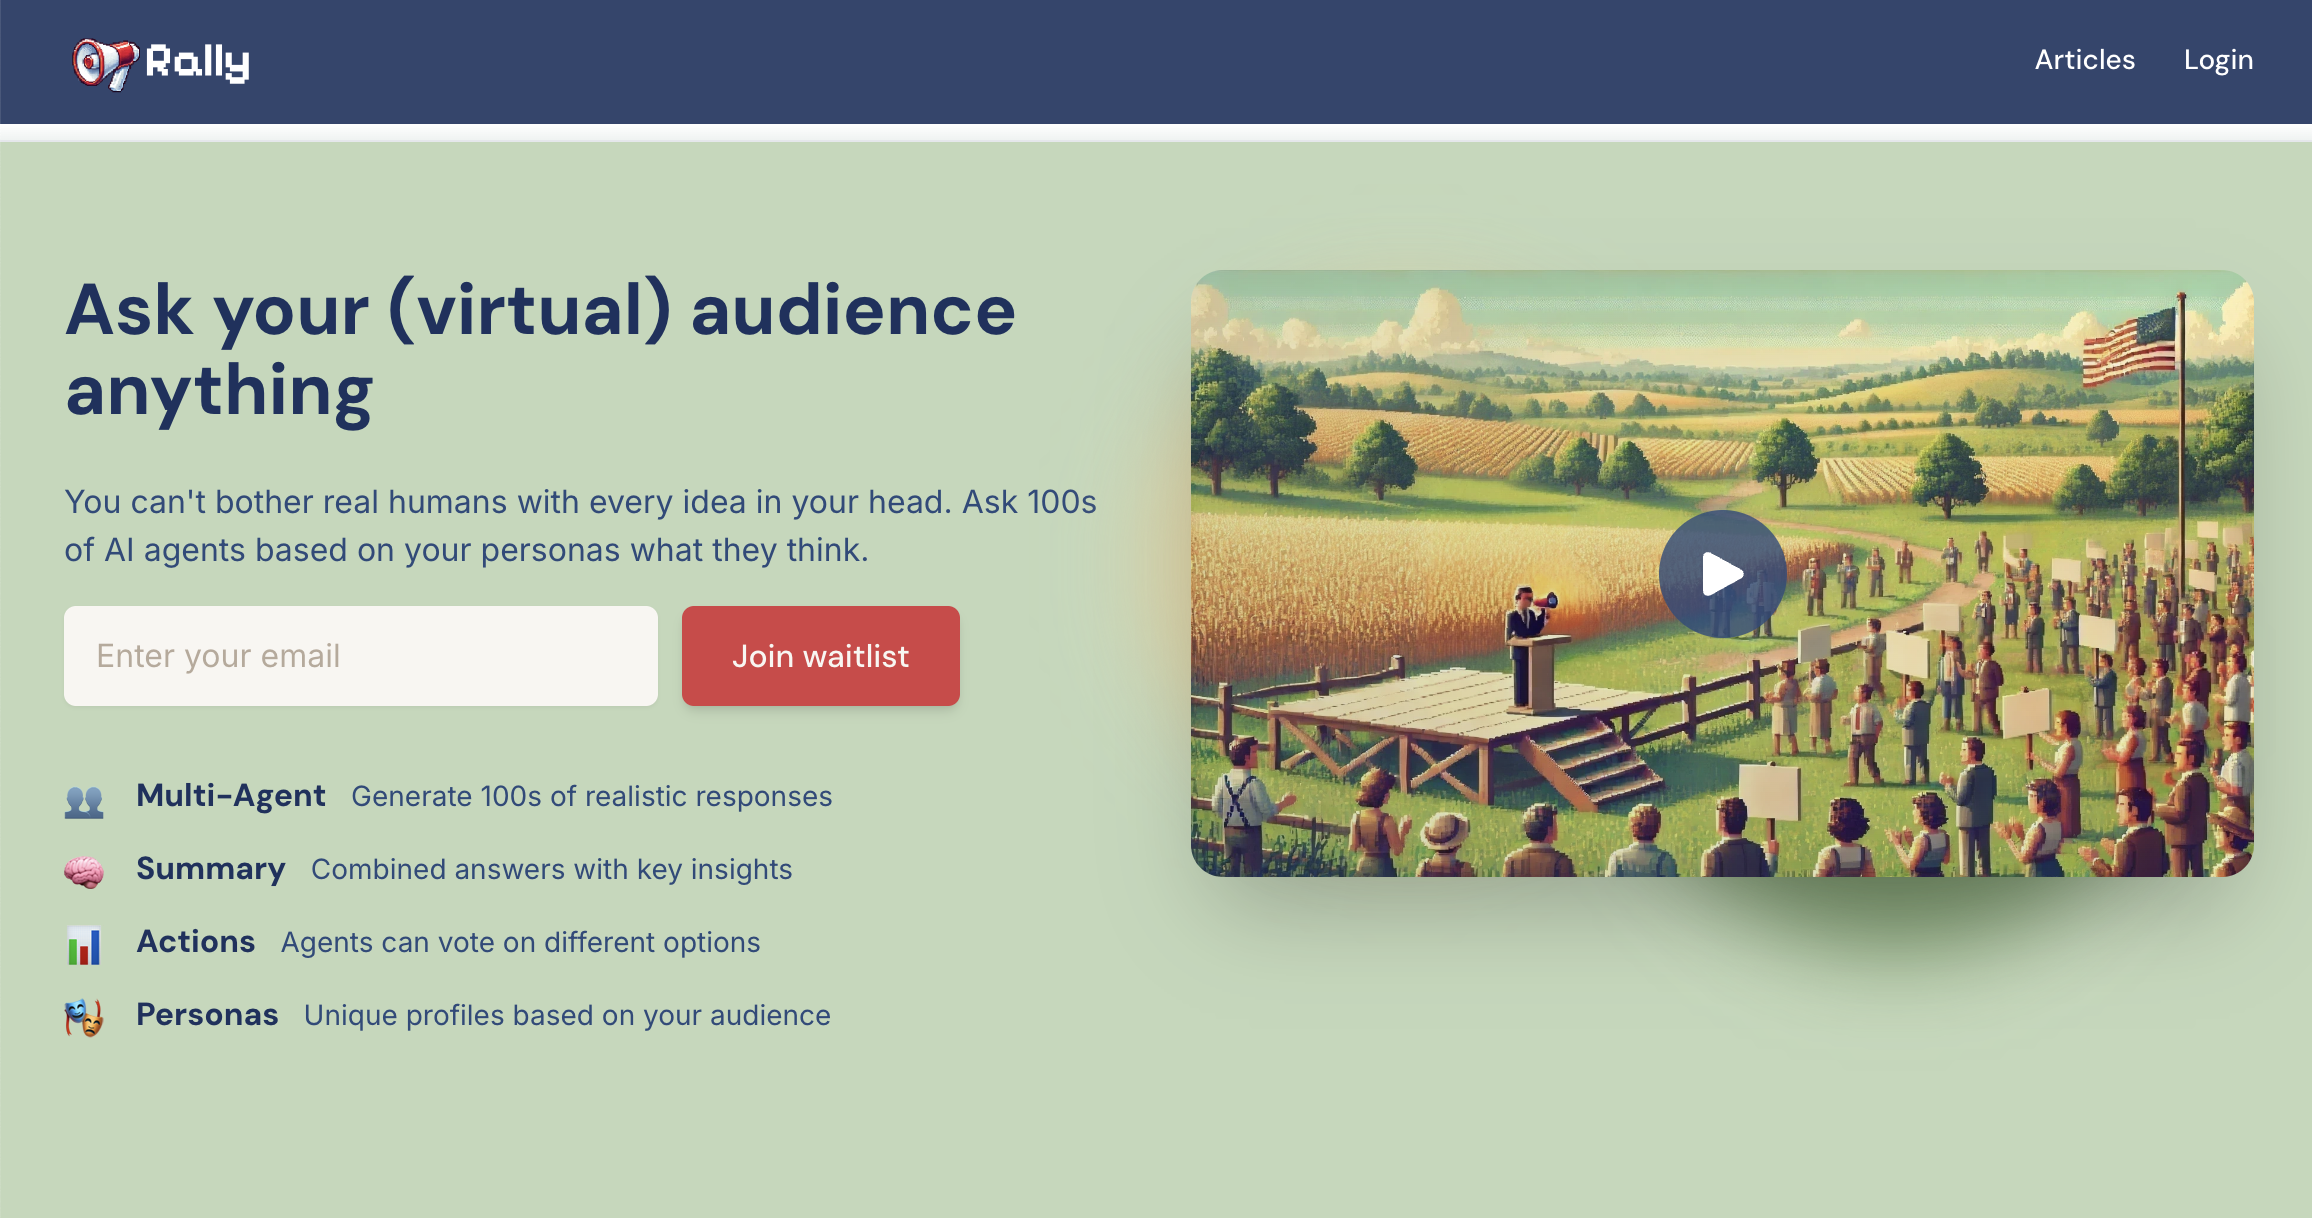 Rally
Articles
Login
Ask your (virtual) audience
anything
You can't bother real humans with every idea in your head. Ask 100s
of AI agents based on your personas what they think.
Enter your email
Join waitlist
Multi-Agent Generate 100s of realistic responses
Summary Combined answers with key insights
Actions Agents can vote on different options
Personas Unique profiles based on your audience